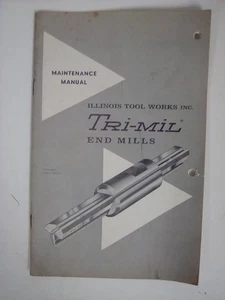 MAINTENANCE
MANUAL
ILLINOIS TOOL WORKS INC.
TRI-MIL
END MILLS